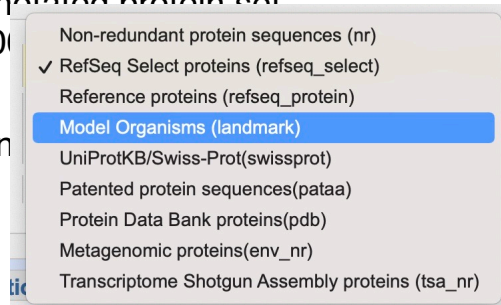 Non-redundant protein sequences (nr)
✓ RefSeq Select proteins (refseq_select)
Reference proteins (refseq_protein)
Model Organisms (landmark)
UniProtKB/Swiss-Prot(swissprot)
Patented protein sequences(pataa)
Protein Data Bank proteins(pdb)
Metagenomic proteins(env_nr)
Transcriptome Shotgun Assembly proteins (tsa_nr)